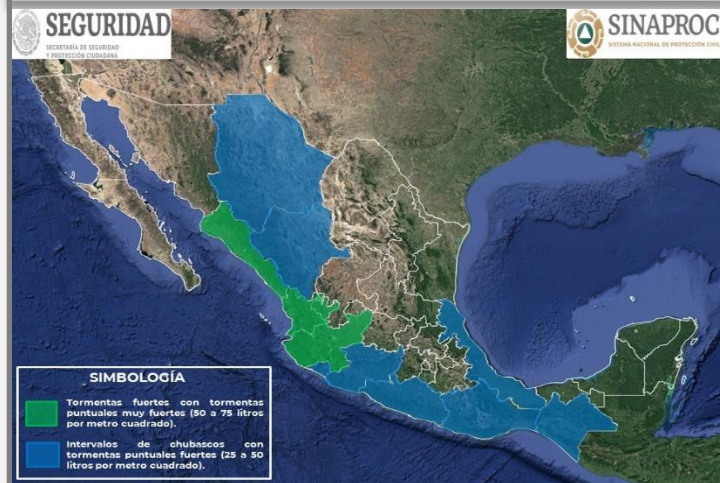 SEGURIDAD
SECRETARÍA DE SEGURIDAD
Y PROTECCIÓN CIUDADANA
SINAPROC
SISTEMA NACIONAL DE PROTECCIÓN CIVIL
SIMBOLOGÍA
Tormentas fuertes con tormentas
puntuales muy fuertes (50 a 75 litros
por metro cuadrado).
Intervalos de chubascos con
tormentas puntuales fuertes (25 a 50
litros por metro cuadrado).